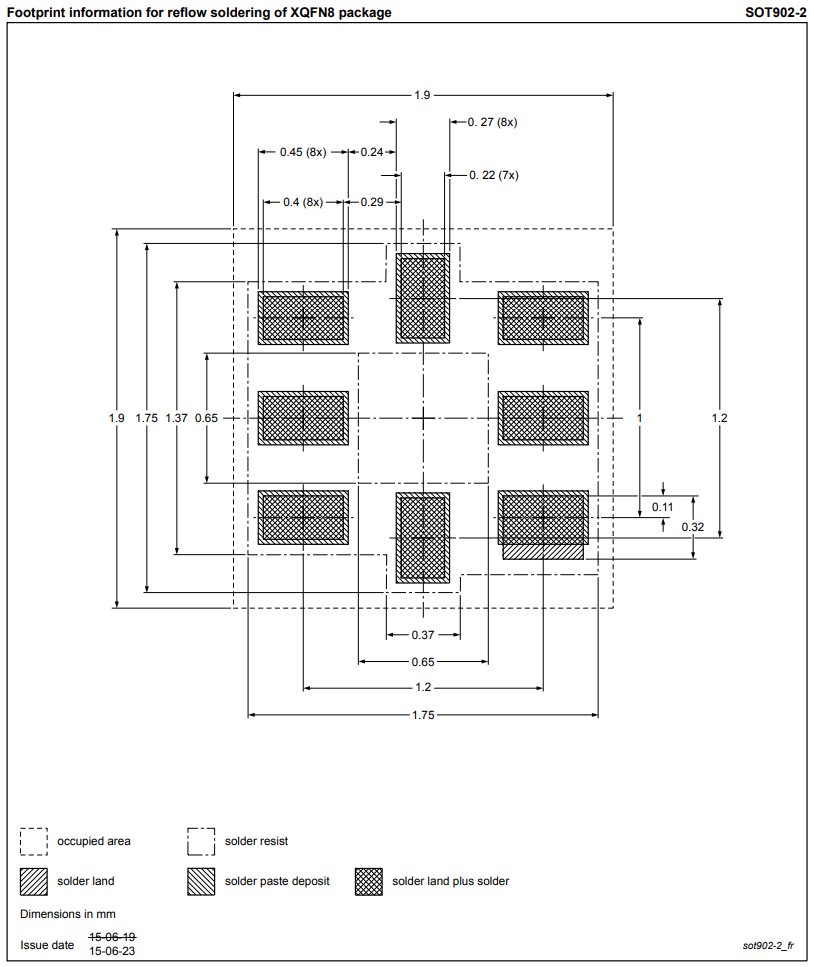 Footprint information for reflow soldering of XQFN8 package SOT902-2
1.9
0. 27 (8x)
0.45 (8x) 0.24
0. 22 (7x)
0.4 (8x) 0.29
1.9 1.75 1.37 0.65 1 1.2
0.11
0.32
0.37
0.65
1.2
1.75
occupied area solder resist
solder land solder paste deposit solder land plus solder
Dimensions in mm
Issue date 15-06-19
15-06-23
sot902-2_fr